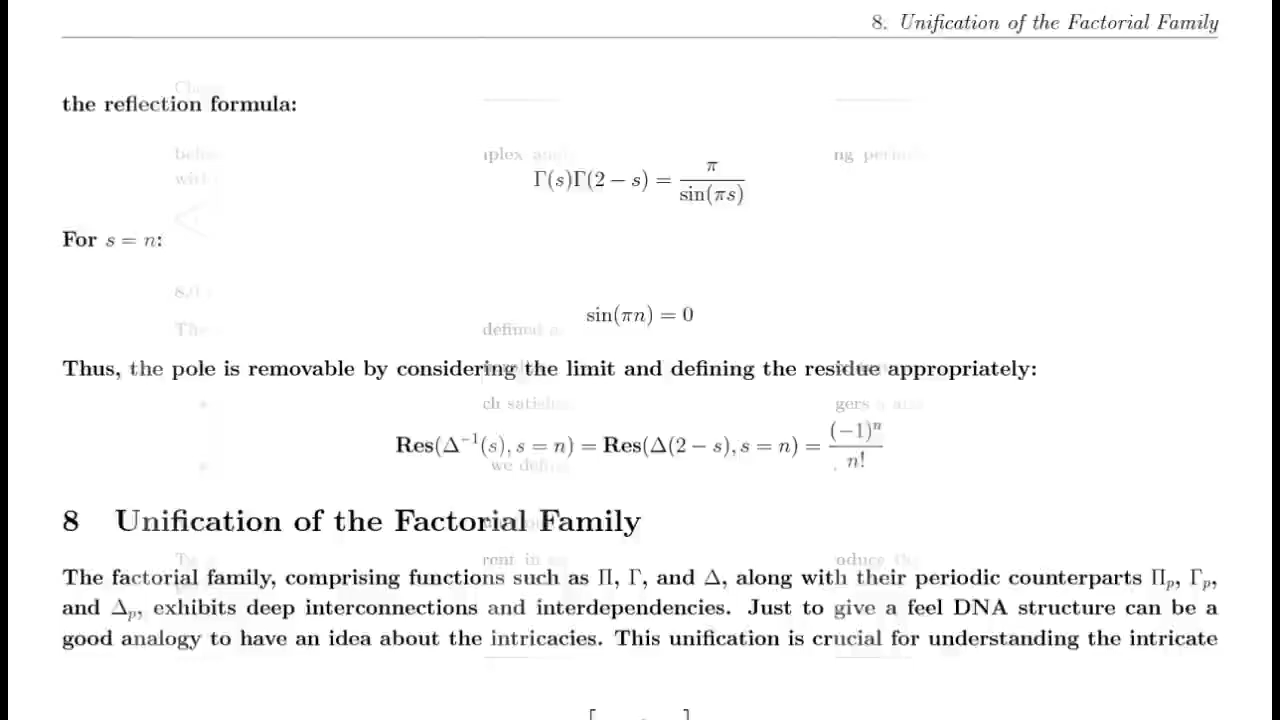 8. Unification of the Factorial Family
the reflection formula:
Γ(s)Γ(2 − s) = π / sin(πs)
For s = n:
sin(πn) = 0
Thus, the pole is removable by considering the limit and defining the residue appropriately:
Res(Δ⁻¹(s), s = n) = Res(Δ(2 − s), s = n) = (−1)ⁿ / n!
8 Unification of the Factorial Family
The factorial family, comprising functions such as Π, Γ, and Δ, along with their periodic counterparts Πₚ, Γₚ,
and Δₚ, exhibits deep interconnections and interdependencies. Just to give a feel DNA structure can be a
good analogy to have an idea about the intricacies. This unification is crucial for understanding the intricate